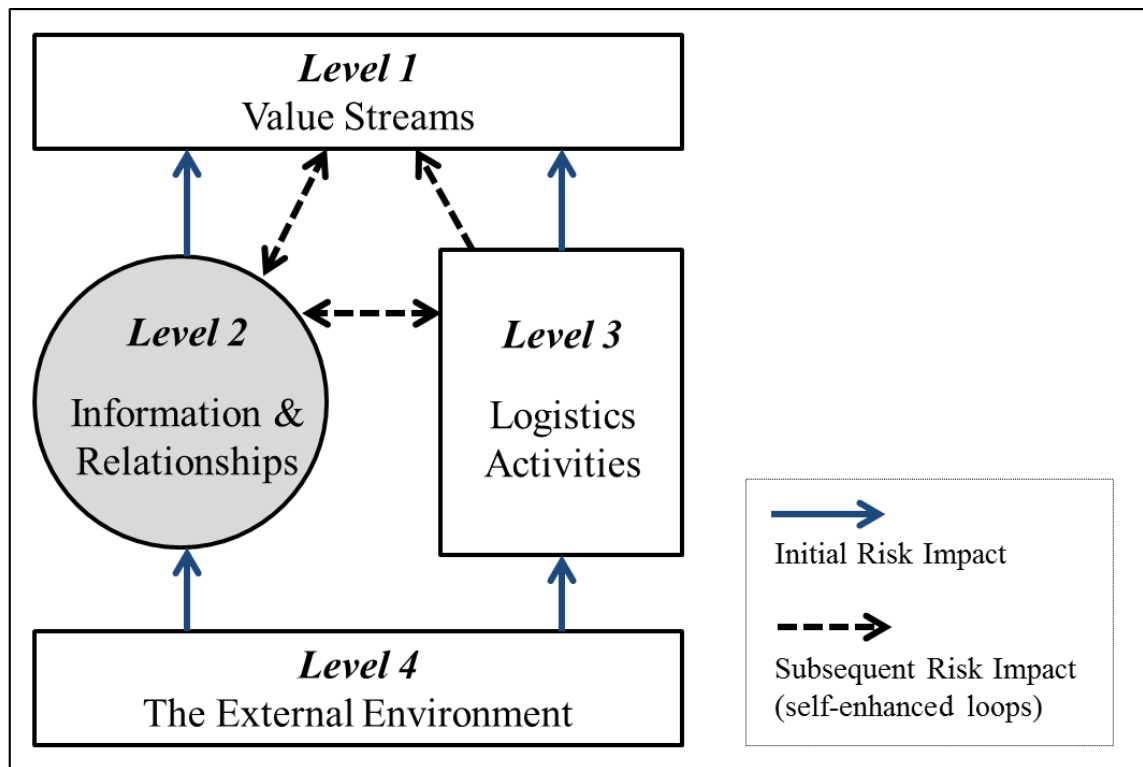 Level 1
Value Streams
Level 2
Information &
Relationships
Level 3
Logistics
Activities
Level 4
The External Environment
Initial Risk Impact
Subsequent Risk Impact
(self-enhanced loops)